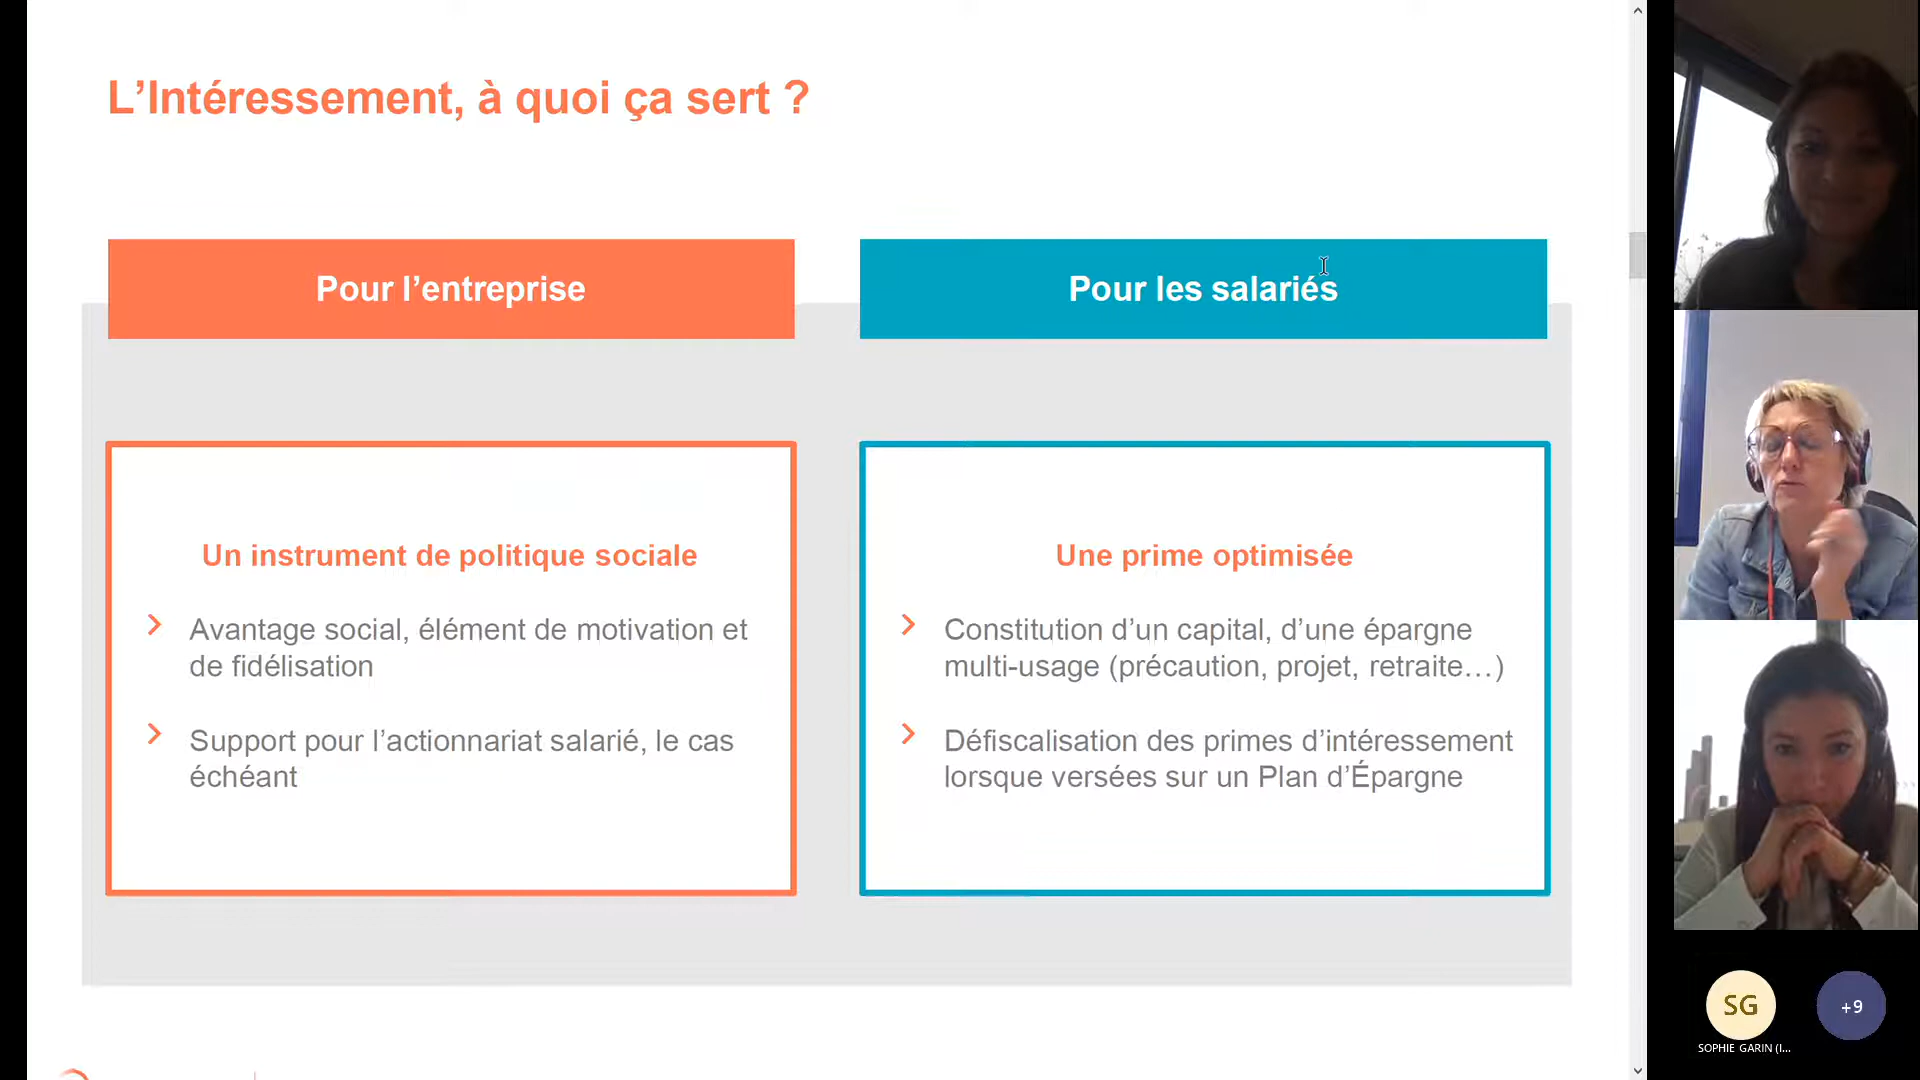 L’Intéressement, à quoi ça sert ?
Pour l’entreprise
Pour les salariés
Un instrument de politique sociale
Avantage social, élément de motivation et
de fidélisation
Support pour l’actionnariat salarié, le cas
échéant
Une prime optimisée
Constitution d’un capital, d’une épargne
multi-usage (précaution, projet, retraite…)
Défiscalisation des primes d’intéressement
lorsque versées sur un Plan d’Épargne
SG
+9
SOPHIE GARIN (I...